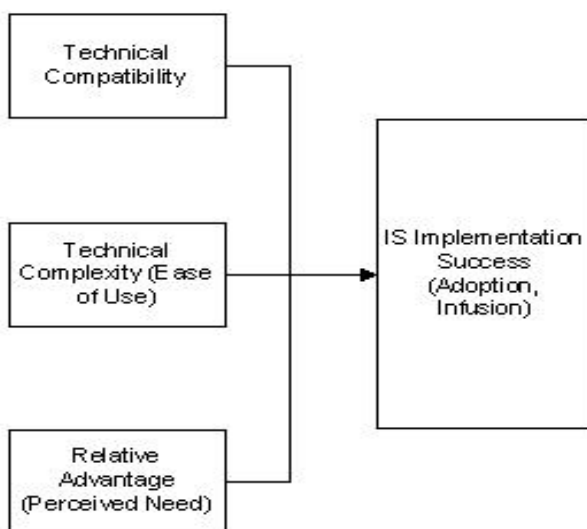 Technical
Compatibility
Technical
Complexity (Ease
of Use)
Relative
Advantage
(Perceived Need)
IS Implementation
Success
(Adoption,
Infusion)